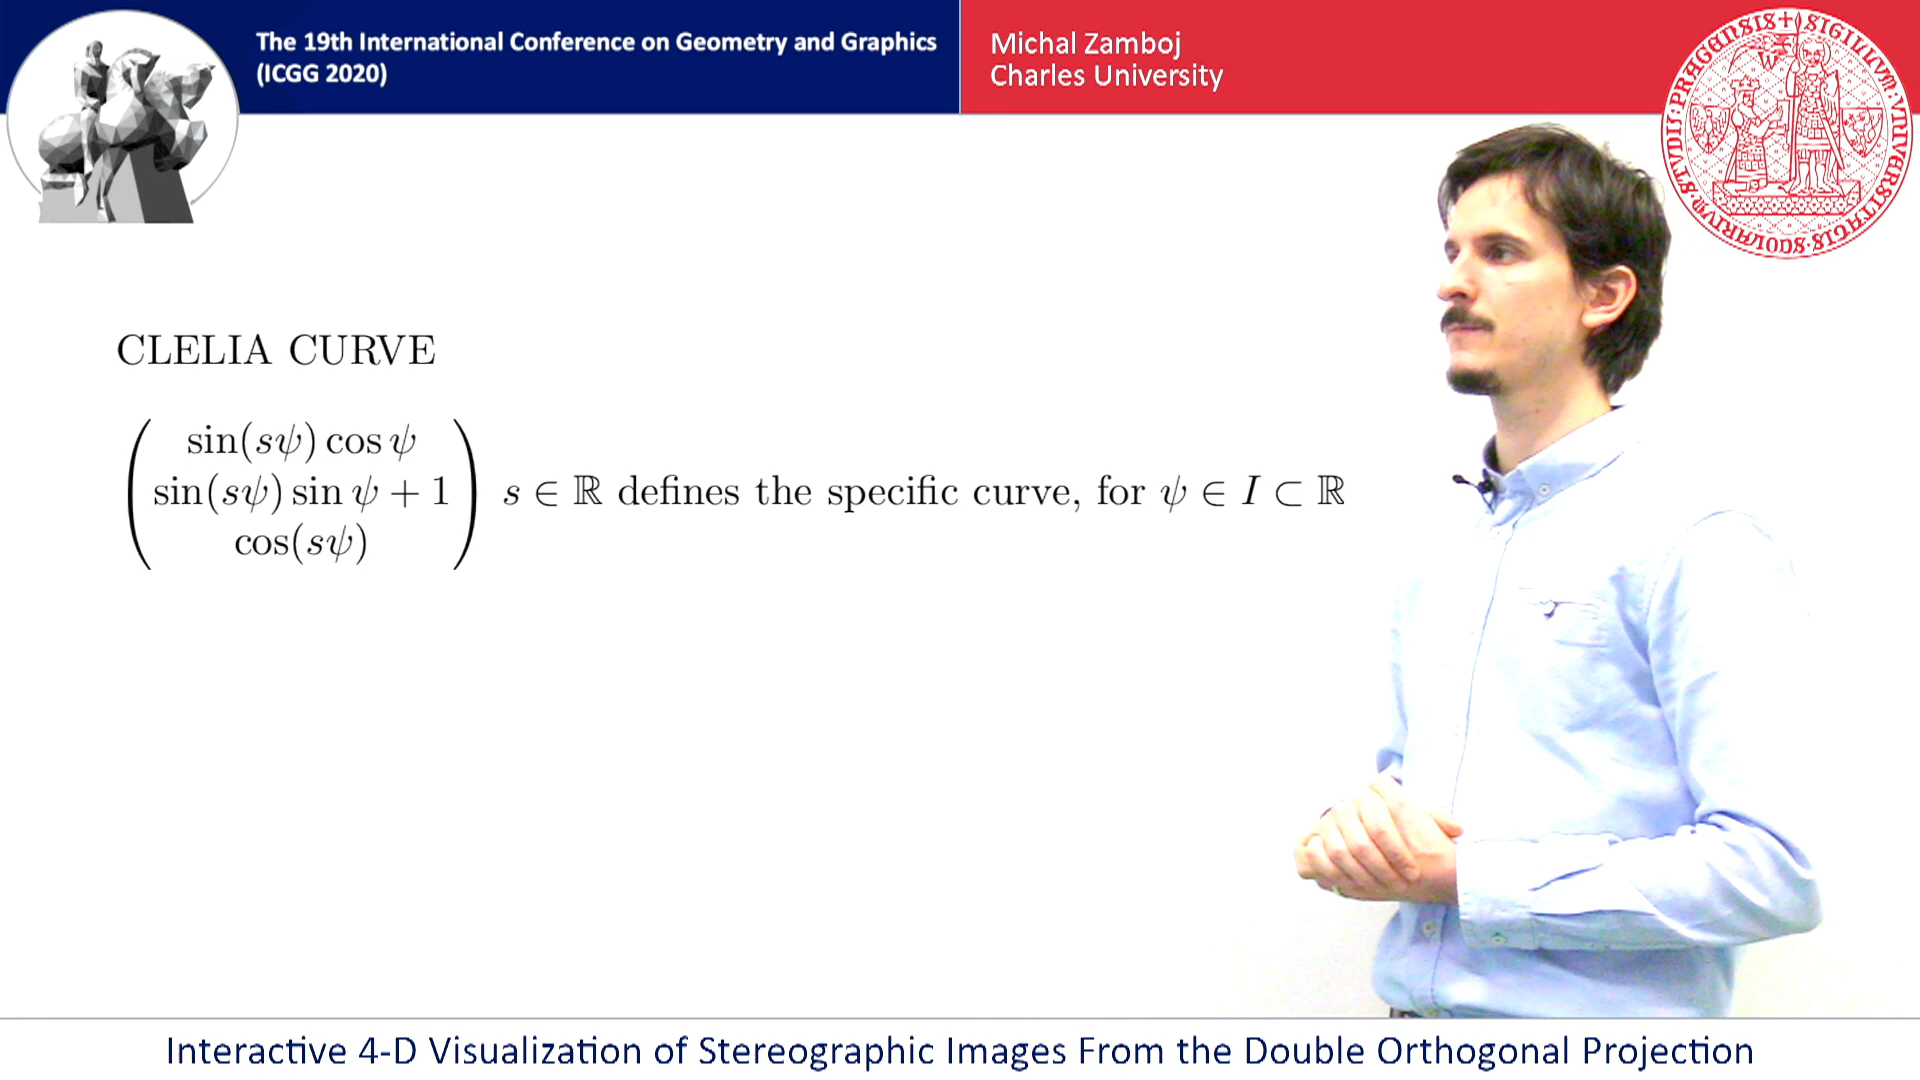 The 19th International Conference on Geometry and Graphics
(ICGG 2020)
Michal Zamboj
Charles University
CLELIA CURVE
sin(sψ) cos ψ
sin(sψ) sin ψ + 1
cos(sψ)
s ∈ ℝ defines the specific curve, for ψ ∈ I ⊂ ℝ
Interactive 4-D Visualization of Stereographic Images From the Double Orthogonal Projection